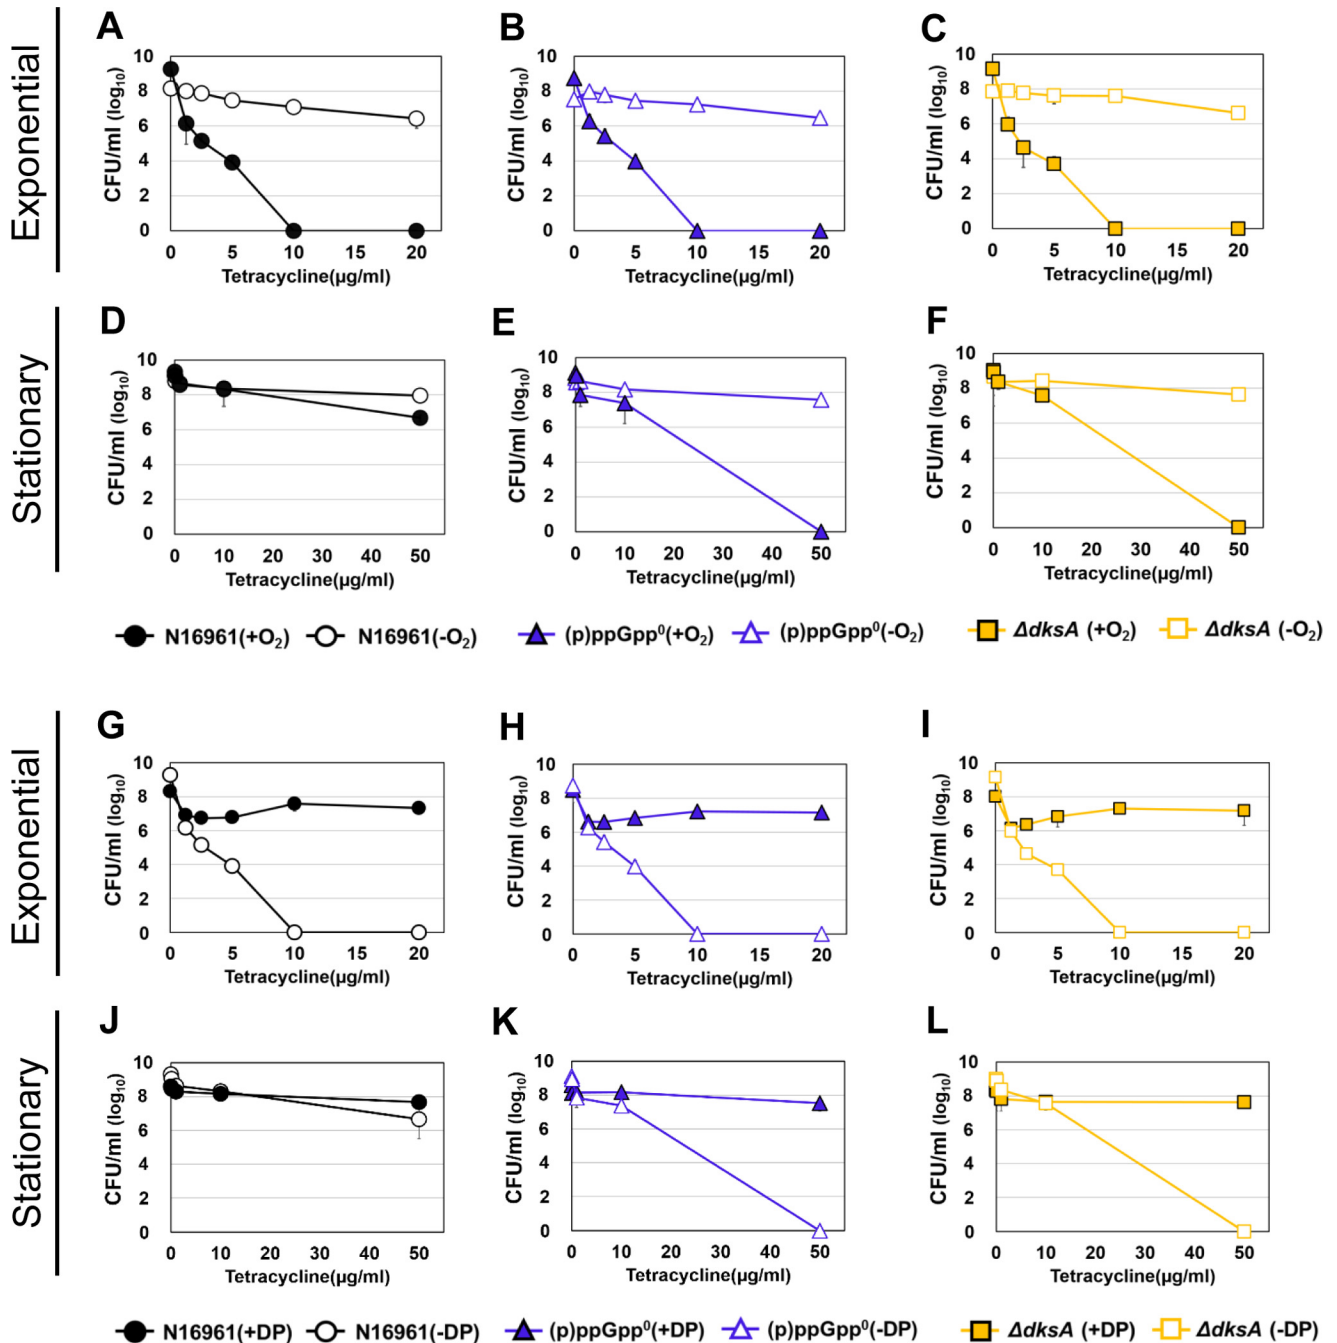 Exponential
A
CFU/ml (log10)
10
8
6
4
2
0
0 5 10 15 20
Tetracycline(μg/ml)
B
CFU/ml (log10)
10
8
6
4
2
0
0 5 10 15 20
Tetracycline(μg/ml)
C
CFU/ml (log10)
10
8
6
4
2
0
0 5 10 15 20
Tetracycline(μg/ml)
Stationary
D
CFU/ml (log10)
10
8
6
4
2
0
0 10 20 30 40 50
Tetracycline(μg/ml)
E
CFU/ml (log10)
10
8
6
4
2
0
0 10 20 30 40 50
Tetracycline(μg/ml)
F
CFU/ml (log10)
10
8
6
4
2
0
0 10 20 30 40 50
Tetracycline(μg/ml)
N16961(+O2) N16961(-O2) (p)ppGpp0(+O2) (p)ppGpp0(-O2) ΔdksA (+O2) ΔdksA (-O2)
Exponential
G
CFU/ml (log10)
10
8
6
4
2
0
0 5 10 15 20
Tetracycline(μg/ml)
H
CFU/ml (log10)
10
8
6
4
2
0
0 5 10 15 20
Tetracycline(μg/ml)
I
CFU/ml (log10)
10
8
6
4
2
0
0 5 10 15 20
Tetracycline(μg/ml)
Stationary
J
CFU/ml (log10)
10
8
6
4
2
0
0 10 20 30 40 50
Tetracycline(μg/ml)
K
CFU/ml (log10)
10
8
6
4
2
0
0 10 20 30 40 50
Tetracycline(μg/ml)
L
CFU/ml (log10)
10
8
6
4
2
0
0 10 20 30 40 50
Tetracycline(μg/ml)
N16961(+DP) N16961(-DP) (p)ppGpp0(+DP) (p)ppGpp0(-DP) ΔdksA (+DP) ΔdksA (-DP)